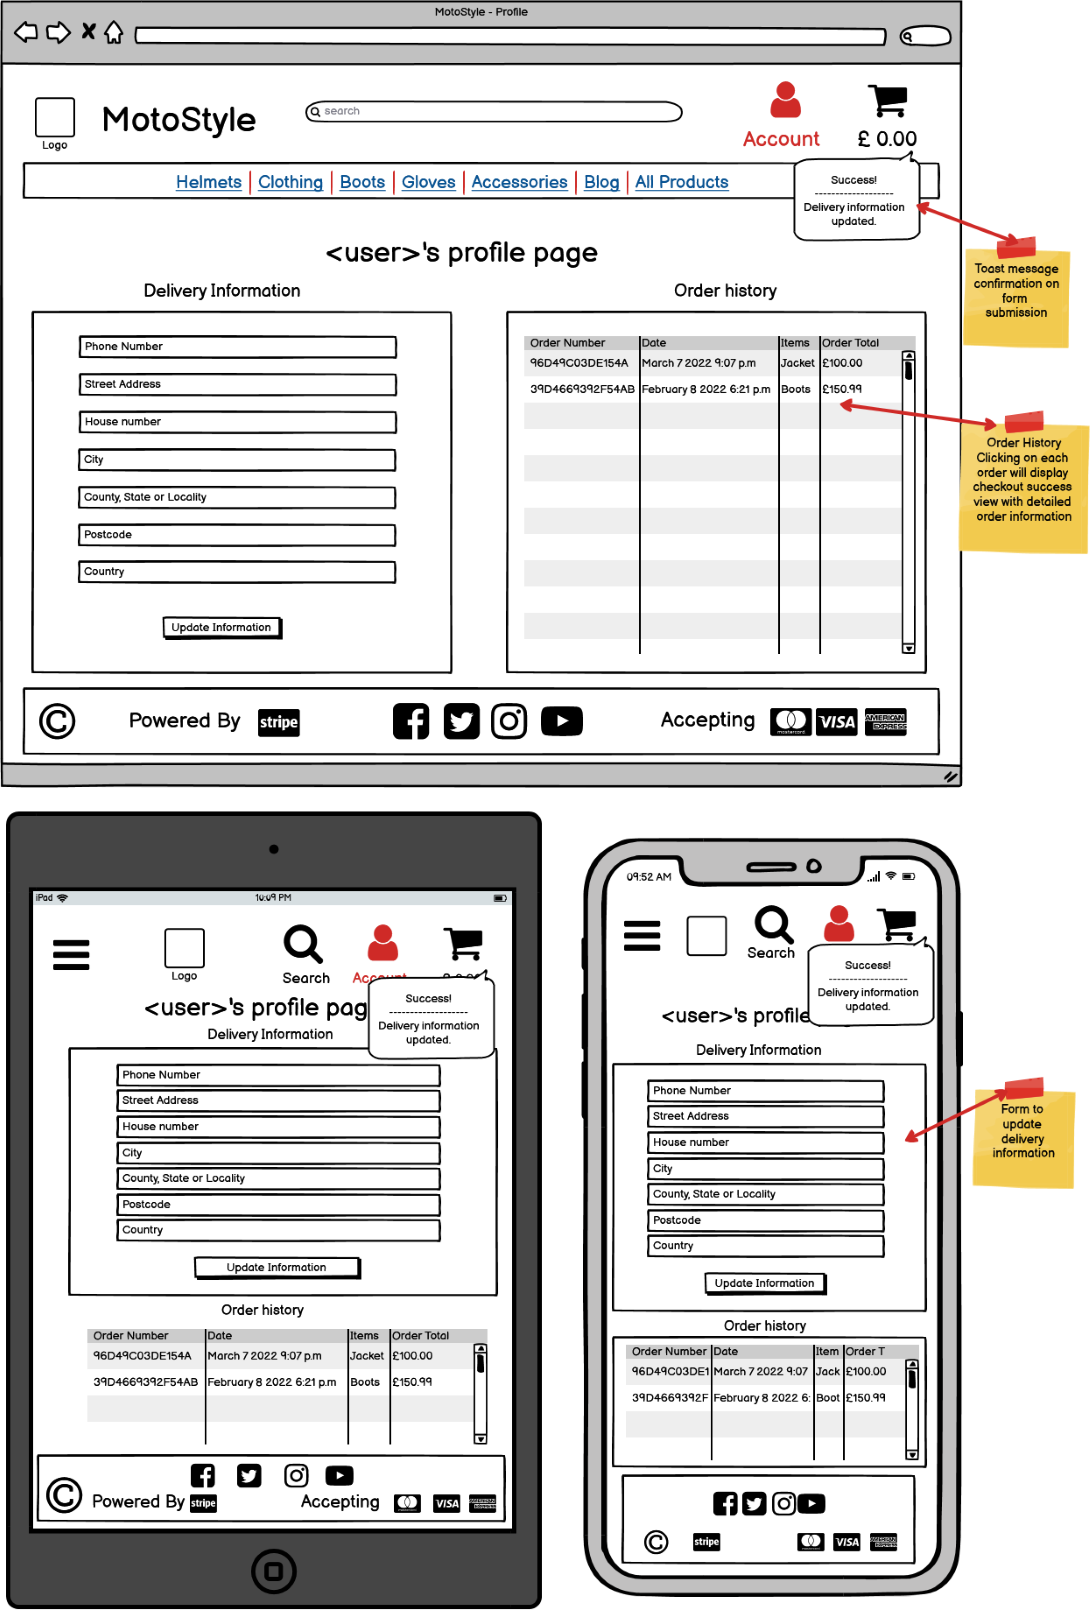 MotoStyle - Profile
Logo
MotoStyle
search
Account
£ 0.00
Helmets
Clothing
Boots
Gloves
Accessories
Blog
All Products
Success!
--------------------
Delivery information
updated.
Toast message
confirmation on
form
submission
<user>'s profile page
Delivery Information
Phone Number
Street Address
House number
City
County, State or Locality
Postcode
Country
Update Information
Order history
Order Number Date Items Order Total
96D49C03DE154A March 7 2022 9:07 p.m Jacket £100.00
39D4669392F54AB February 8 2022 6:21 p.m Boots £150.99
Order History
Clicking on each
order will display
checkout success
view with detailed
order information
© Powered By stripe
Accepting mastercard VISA AMERICAN EXPRESS
iPad
10:09 PM
Logo
Search
Success!
--------------------
Delivery information
updated.
<user>'s profile pag
Delivery Information
Phone Number
Street Address
House number
City
County, State or Locality
Postcode
Country
Update Information
Order history
Order Number Date Items Order Total
96D49C03DE154A March 7 2022 9:07 p.m Jacket £100.00
39D4669392F54AB February 8 2022 6:21 p.m Boots £150.99
© Powered By stripe
Accepting VISA AMERICAN EXPRESS
09:52 AM
Search
Success!
--------------------
Delivery information
updated.
<user>'s profile
Delivery Information
Phone Number
Street Address
House number
City
County, State or Locality
Postcode
Country
Update Information
Form to
update
delivery
information
Order history
Order Number Date Item Order T
96D49C03DE1 March 7 2022 9:07 Jack £100.00
39D4669392F February 8 2022 6: Boot £150.99
© stripe VISA AMERICAN EXPRESS